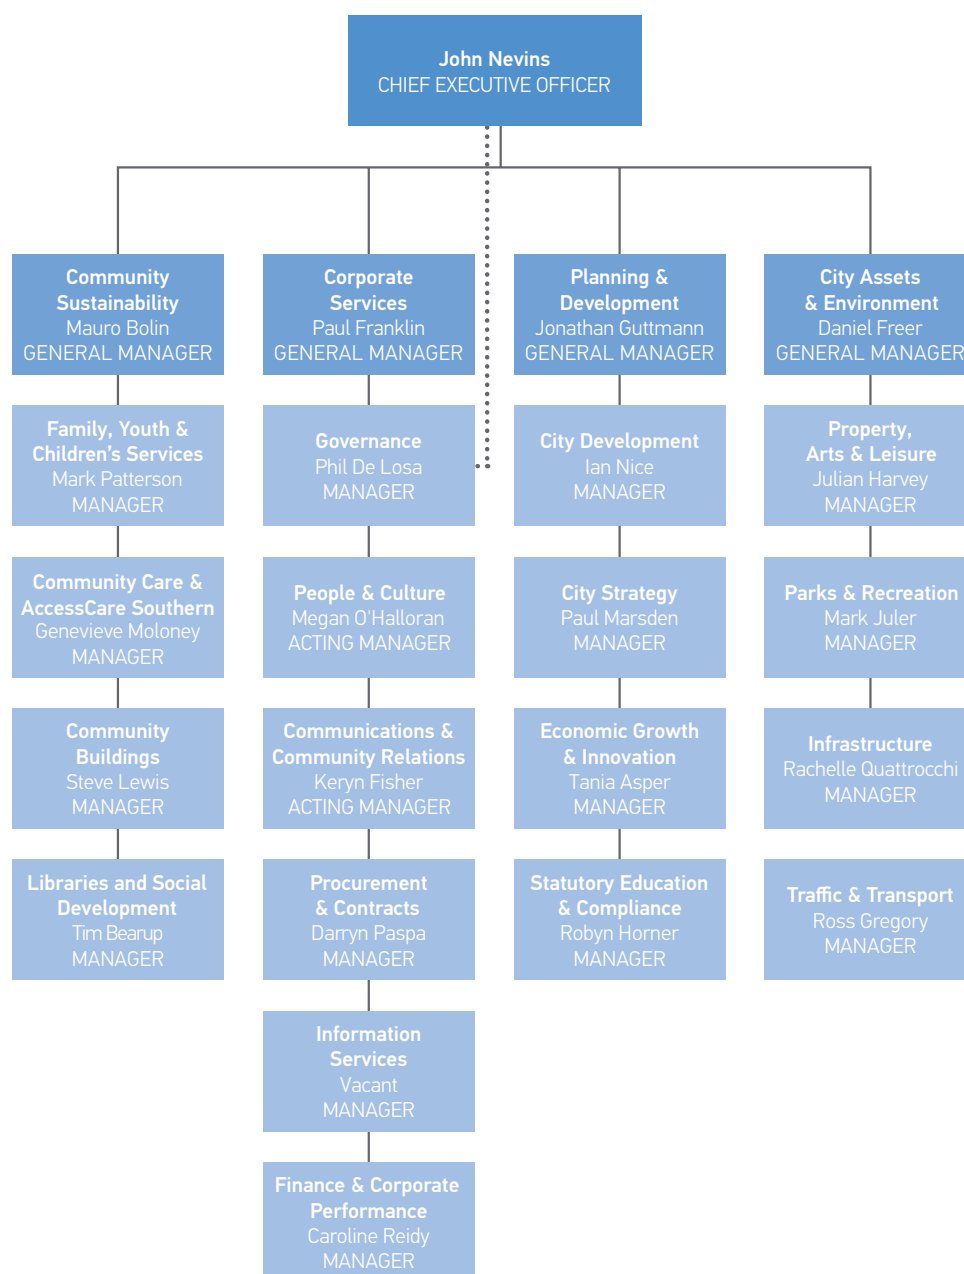 John Nevins
CHIEF EXECUTIVE OFFICER
Community
Sustainability
Mauro Bolin
GENERAL MANAGER
Family, Youth &
Children's Services
Mark Patterson
MANAGER
Community Care &
AccessCare Southern
Genevieve Moloney
MANAGER
Community
Buildings
Steve Lewis
MANAGER
Libraries and Social
Development
Tim Bearup
MANAGER
Corporate
Services
Paul Franklin
GENERAL MANAGER
Governance
Phil De Losa
MANAGER
People & Culture
Megan O'Halloran
ACTING MANAGER
Communications &
Community Relations
Keryn Fisher
ACTING MANAGER
Procurement
& Contracts
Darryn Paspa
MANAGER
Information
Services
Vacant
MANAGER
Finance & Corporate
Performance
Caroline Reidy
MANAGER
Planning &
Development
Jonathan Guttmann
GENERAL MANAGER
City Development
Ian Nice
MANAGER
City Strategy
Paul Marsden
MANAGER
Economic Growth
& Innovation
Tania Asper
MANAGER
Statutory Education
& Compliance
Robyn Horner
MANAGER
City Assets
& Environment
Daniel Freer
GENERAL MANAGER
Property,
Arts & Leisure
Julian Harvey
MANAGER
Parks & Recreation
Mark Juler
MANAGER
Infrastructure
Rachelle Quattrocchi
MANAGER
Traffic & Transport
Ross Gregory
MANAGER